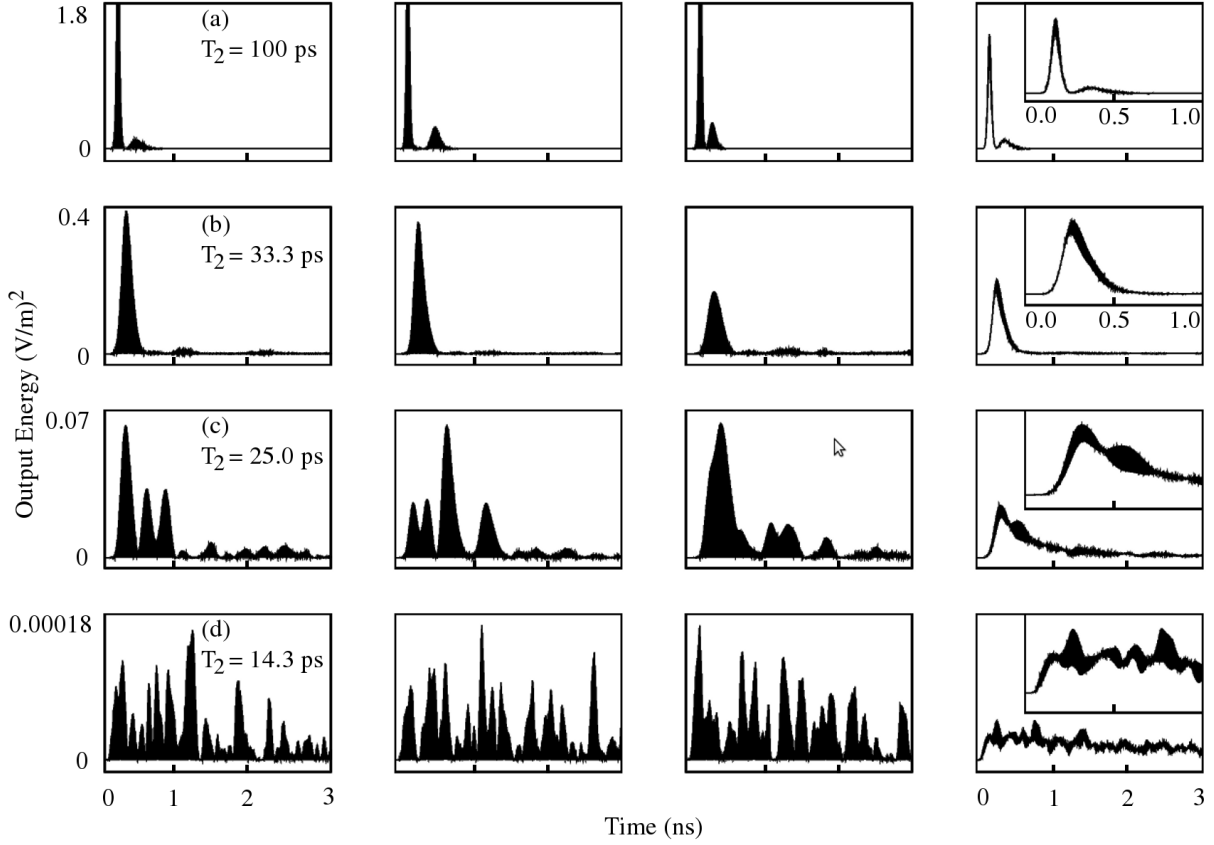 1.8
(a)
T2 = 100 ps
0
0.0 0.5 1.0
0.4
(b)
T2 = 33.3 ps
0
0.0 0.5 1.0
Output Energy (V/m)2
0.07
(c)
T2 = 25.0 ps
0
0.00018
(d)
T2 = 14.3 ps
0
0 1 2 3
0 1 2 3
Time (ns)